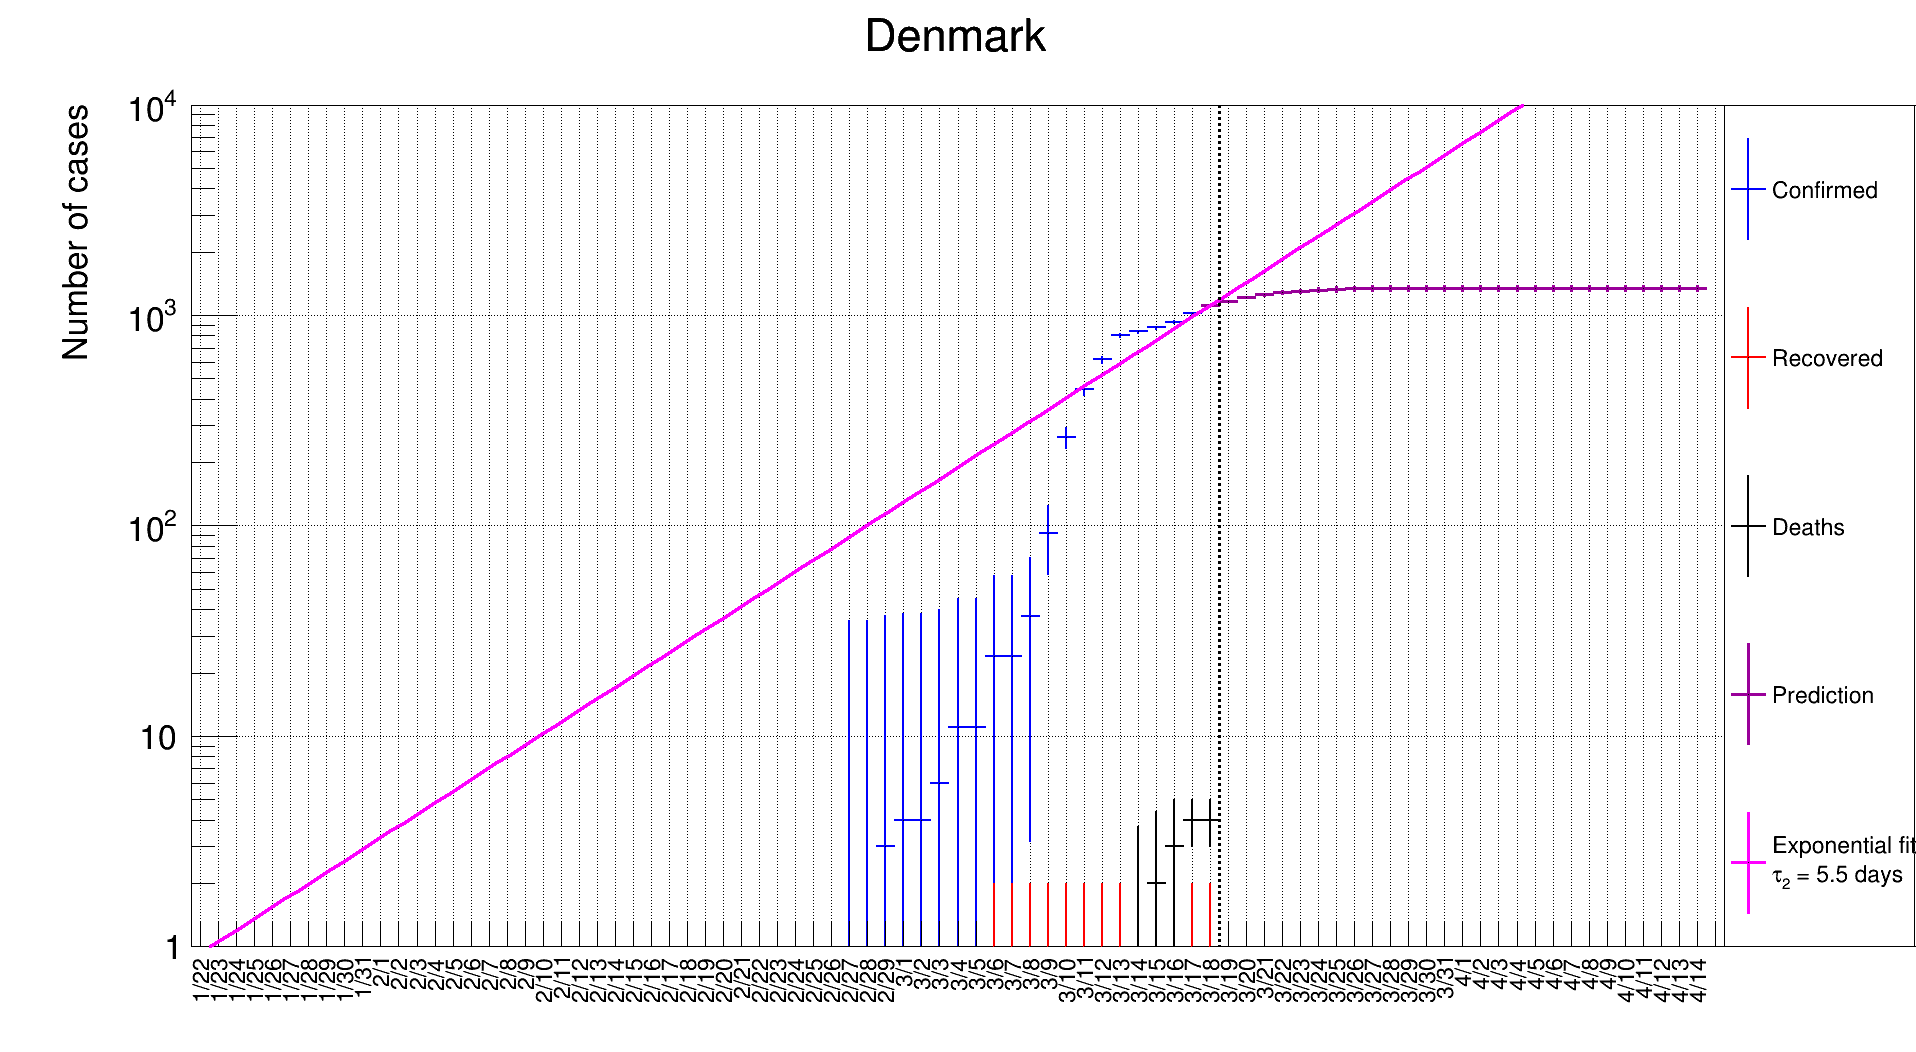 Denmark
Number of cases
10⁴
10³
10²
10
1
1/22 1/23 1/24 1/25 1/26 1/27 1/28 1/29 1/30 1/31 2/1 2/2 2/3 2/4 2/5 2/6 2/7 2/8 2/9 2/10 2/11 2/12 2/13 2/14 2/15 2/16 2/17 2/18 2/19 2/20 2/21 2/22 2/23 2/24 2/25 2/26 2/27 2/28 2/29 3/1 3/2 3/3 3/4 3/5 3/6 3/7 3/8 3/9 3/10 3/11 3/12 3/13 3/14 3/15 3/16 3/17 3/18 3/19 3/20 3/21 3/22 3/23 3/24 3/25 3/26 3/27 3/28 3/29 3/30 3/31 4/1 4/2 4/3 4/4 4/5 4/6 4/7 4/8 4/9 4/10 4/11 4/12 4/13 4/14
Confirmed
Recovered
Deaths
Prediction
Exponential fit
τ₂ = 5.5 days